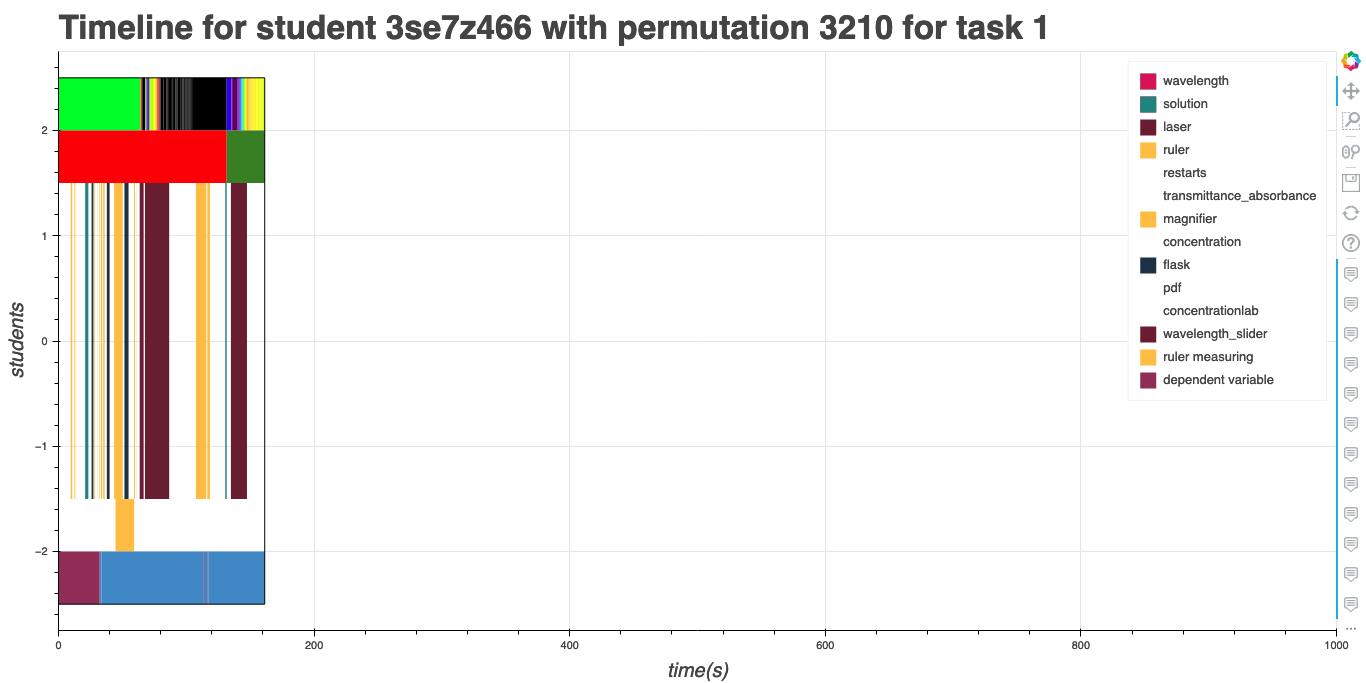 Timeline for student 3se7z466 with permutation 3210 for task 1
wavelength
solution
laser
ruler
restarts
transmittance_absorbance
magnifier
concentration
flask
pdf
concentrationlab
wavelength_slider
ruler measuring
dependent variable
students
2
1
0
−1
−2
0 200 400 600 800 1000
time(s)